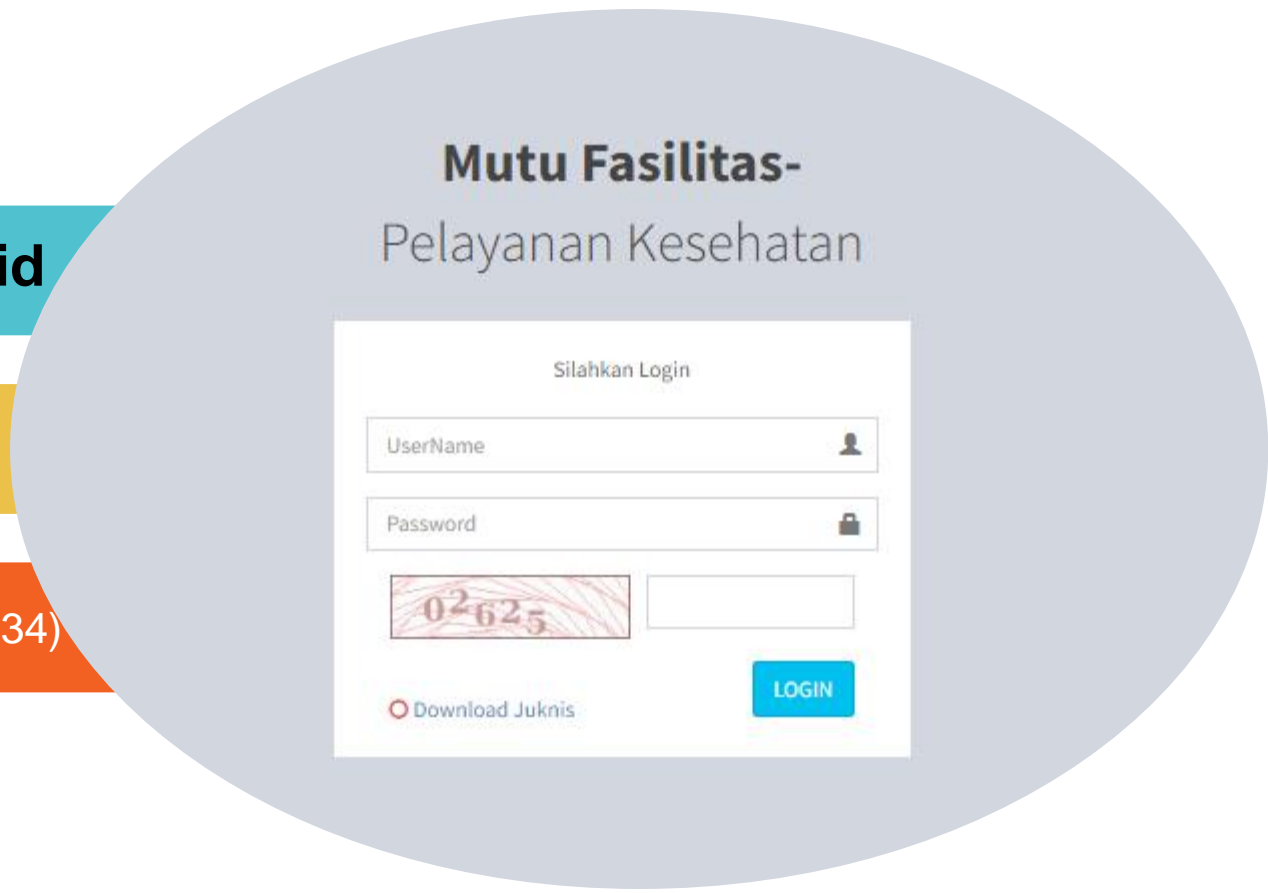 Mutu Fasilitas-
Pelayanan Kesehatan
id
Silahkan Login
UserName
Password
02625
34)
LOGIN
Download Juknis